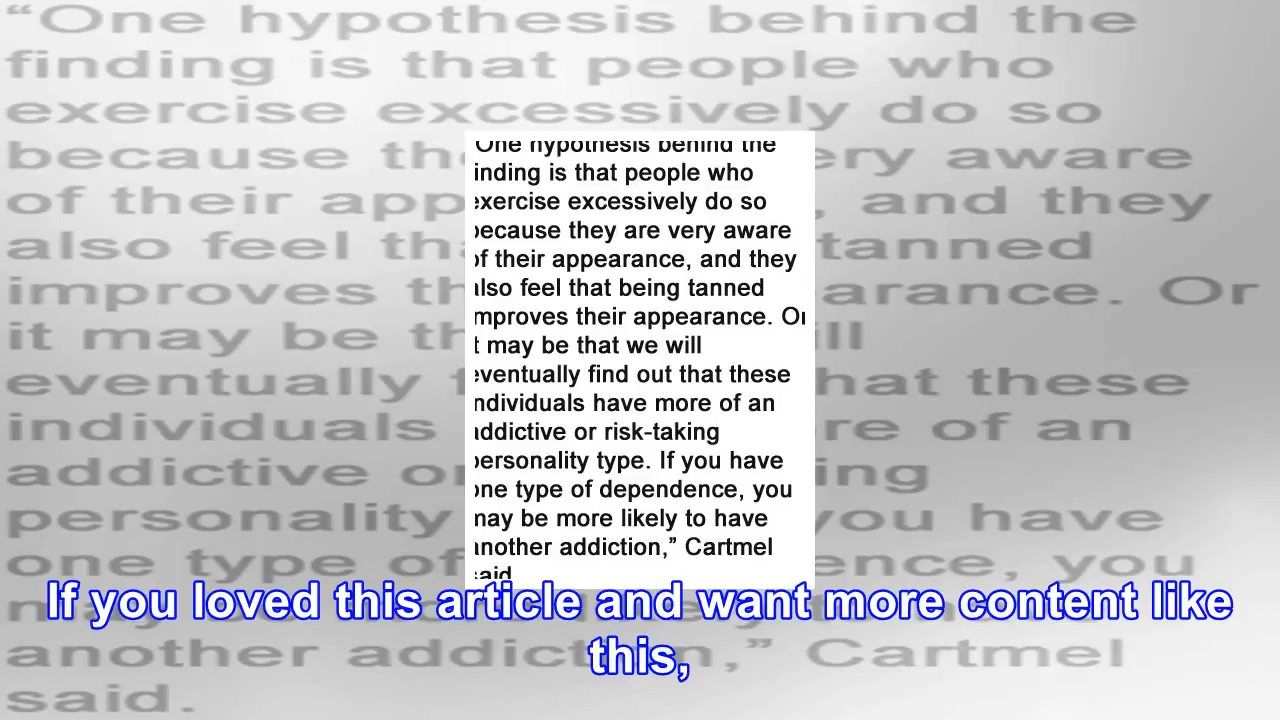 “One hypothesis behind the
finding is that people who
exercise excessively do so
because th ery aware
of their app , and they
also feel tha tanned
improves th arance. Or
it may be th ill
eventually f hat these
individuals re of an
addictive or ing
personality you have
one type of ence, you
another addiction,” Cartmel
said.
One hypothesis behind the
finding is that people who
exercise excessively do so
because they are very aware
of their appearance, and they
also feel that being tanned
improves their appearance. Or
it may be that we will
eventually find out that these
individuals have more of an
addictive or risk-taking
personality type. If you have
one type of dependence, you
may be more likely to have
another addiction,” Cartmel
said
If you loved this article and want more content like
this,